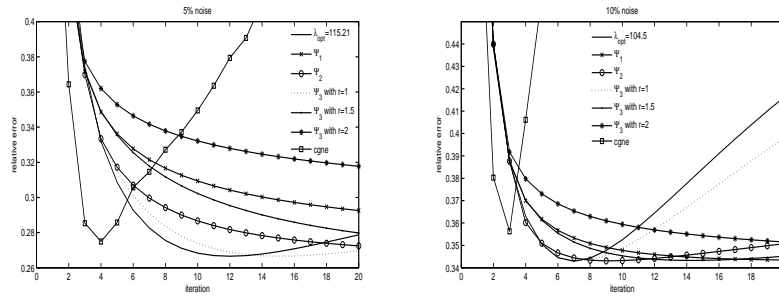 5% noise
0.4
0.38
0.36
0.34
0.32
0.3
0.28
0.26
relative error
0 2 4 6 8 10 12 14 16 18 20
iteration
λopt=115.21
Ψ1
Ψ2
Ψ3 with r=1
Ψ3 with r=1.5
Ψ3 with r=2
cgne
10% noise
0.44
0.43
0.42
0.41
0.4
0.39
0.38
0.37
0.36
0.35
0.34
relative error
0 2 4 6 8 10 12 14 16 18
iteration
λopt=104.5
Ψ1
Ψ2
Ψ3 with r=1
Ψ3 with r=1.5
Ψ3 with r=2
cgne